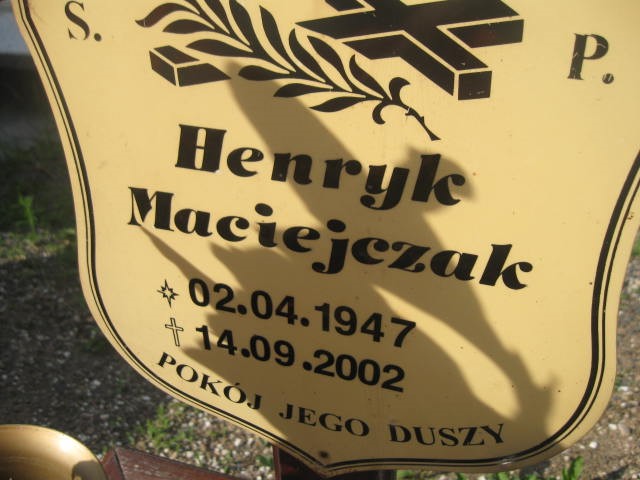 S. P.
Henryk
Maciejczak
02.04.1947
14.09.2002
POKÓJ JEGO DUSZY